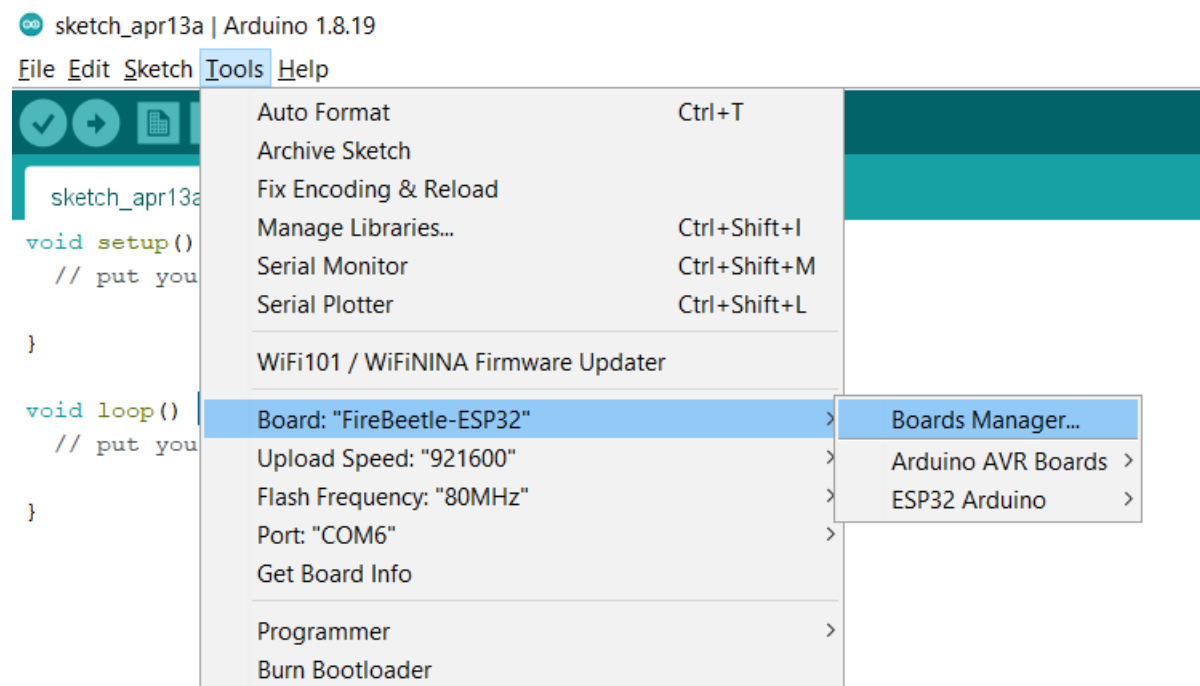 sketch_apr13a | Arduino 1.8.19
File Edit Sketch Tools Help
Auto Format Ctrl+T
Archive Sketch
Fix Encoding & Reload
Manage Libraries... Ctrl+Shift+I
Serial Monitor Ctrl+Shift+M
Serial Plotter Ctrl+Shift+L
WiFi101 / WiFiNINA Firmware Updater
Board: "FireBeetle-ESP32"
Upload Speed: "921600"
Flash Frequency: "80MHz"
Port: "COM6"
Get Board Info
Programmer
Burn Bootloader
Boards Manager...
Arduino AVR Boards
ESP32 Arduino
sketch_apr13a
void setup()
// put you
}
void loop()
// put you
}